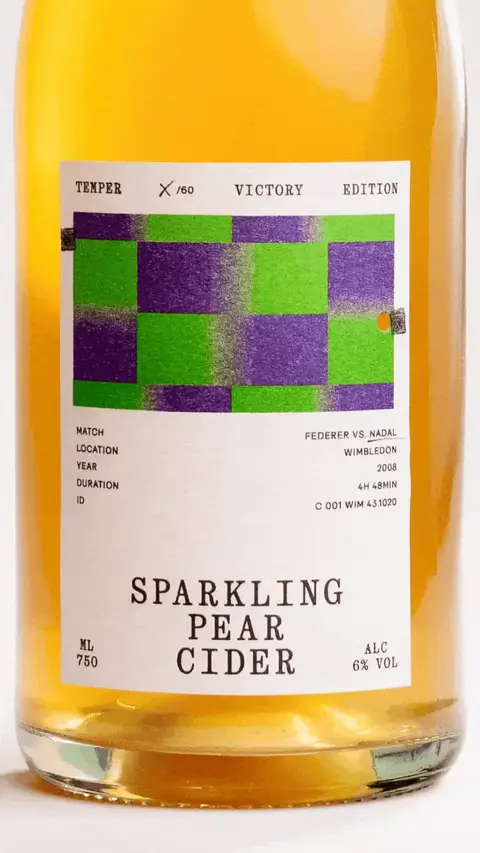 TEMPER X/60 VICTORY EDITION
MATCH FEDERER VS. NADAL
LOCATION WIMBLEDON
YEAR 2008
DURATION 4H 48MIN
ID C 001 WIM 43.1020
SPARKLING
PEAR
CIDER
ML
750
ALC
6% VOL